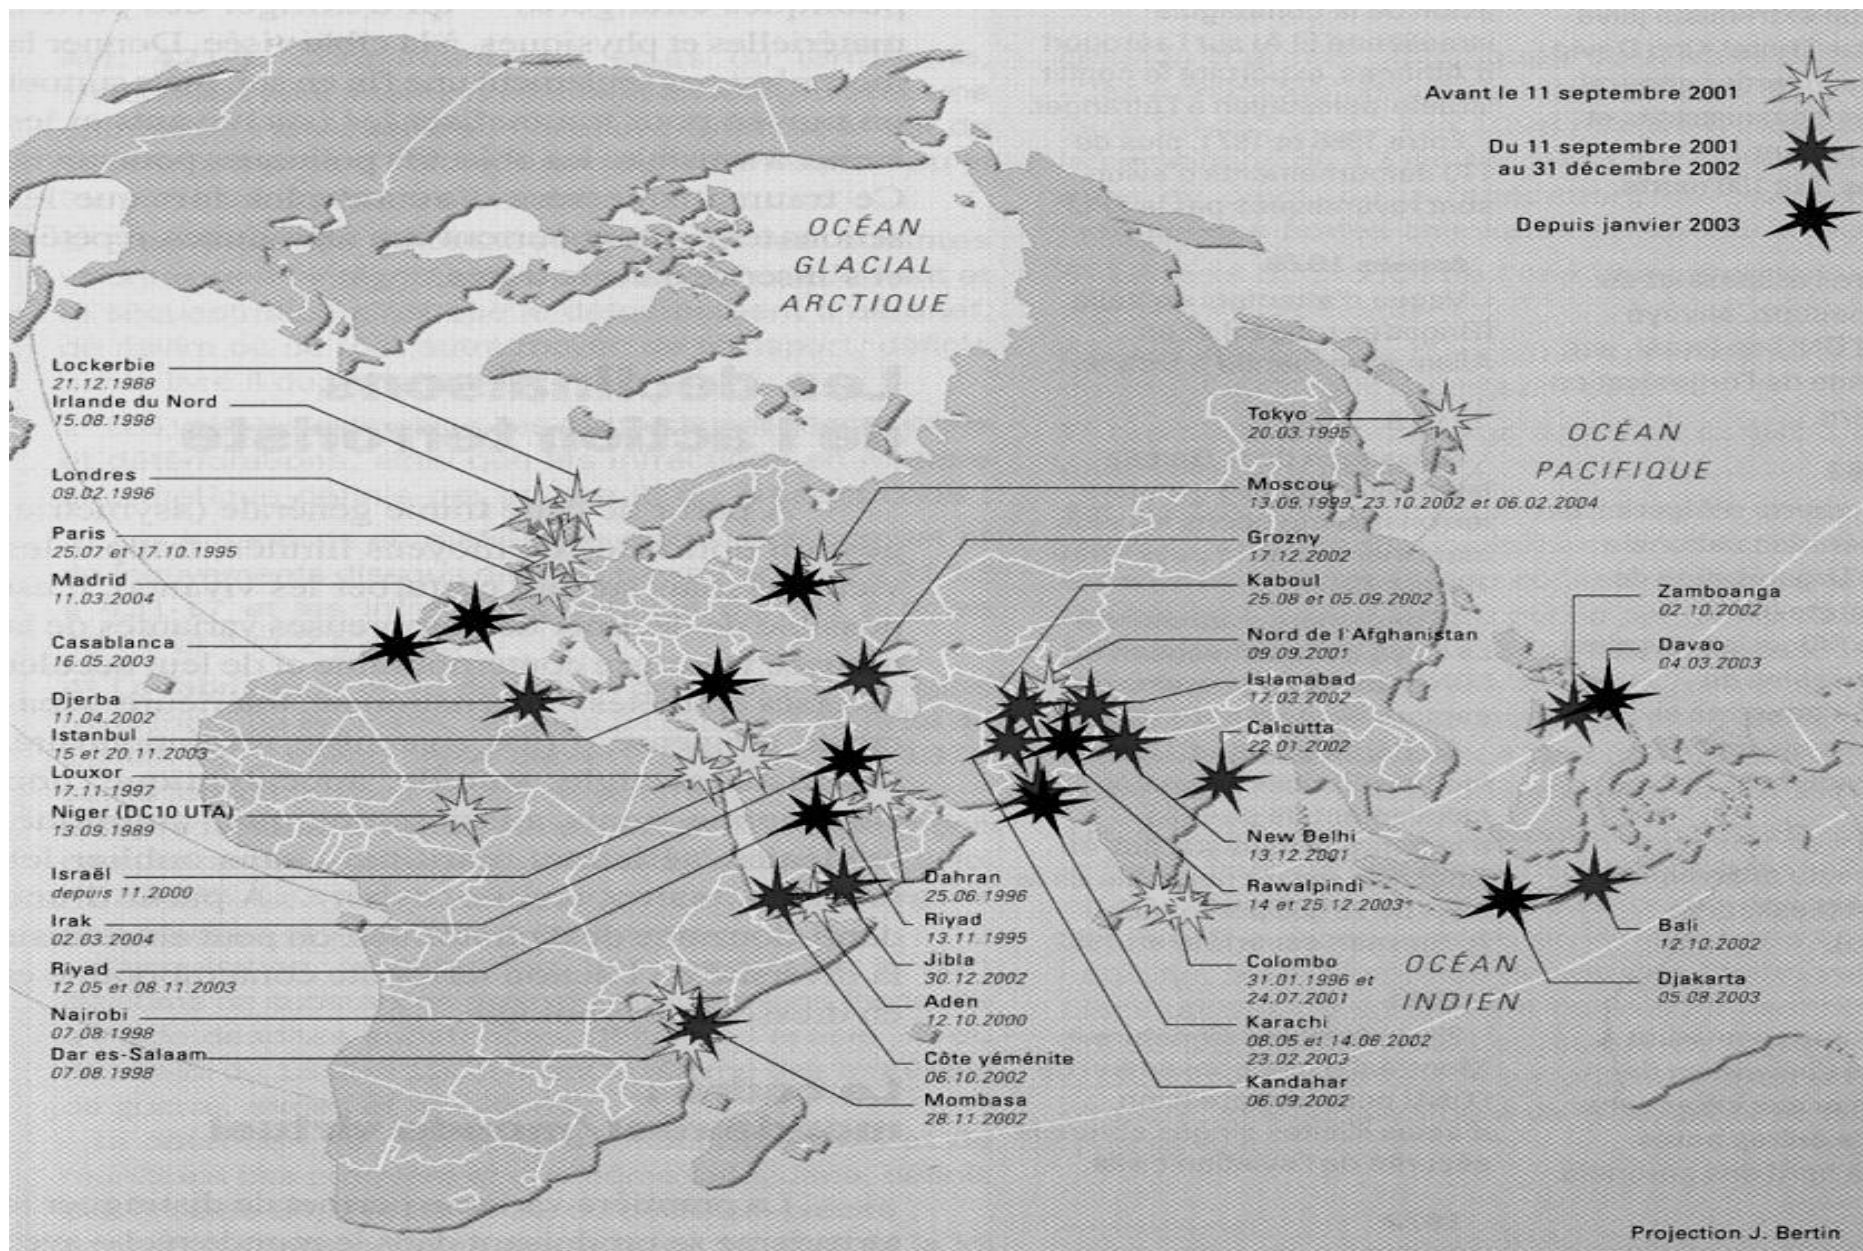 Avant le 11 septembre 2001
Du 11 septembre 2001
au 31 décembre 2002
Depuis janvier 2003
OCÉAN
GLACIAL
ARCTIQUE
Lockerbie
21.12.1988
Irlande du Nord
15.08.1998
Londres
09.02.1996
Paris
25.07 et 17.10.1995
Madrid
11.03.2004
Casablanca
16.05.2003
Djerba
11.04.2002
Istanbul
15 et 20.11.2003
Louxor
17.11.1997
Niger (DC10 UTA)
13.09.1989
Israël
depuis 11.2000
Irak
02.03.2004
Riyad
12.05 et 08.11.2003
Nairobi
07.08.1998
Dar es-Salaam
07.08.1998
Dahran
25.06.1996
Riyad
13.11.1995
Jibla
30.12.2002
Aden
12.10.2000
Côte yéménite
06.10.2002
Mombasa
28.11.2002
Tokyo
20.03.1995
OCÉAN
PACIFIQUE
Moscou
13.09.1999, 23.10.2002 et 06.02.2004
Grozny
17.12.2002
Kaboul
25.08 et 05.09.2002
Nord de l'Afghanistan
09.09.2001
Islamabad
17.03.2002
Calcutta
22.01.2002
New Delhi
13.12.2001
Rawalpindi
14 et 25.12.2003
Colombo
31.01.1996 et
24.07.2001
Karachi
08.05 et 14.06.2002
23.02.2003
Kandahar
06.09.2002
OCÉAN
INDIEN
Zamboanga
02.10.2002
Davao
04.03.2003
Bali
12.10.2002
Djakarta
05.08.2003
Projection J. Bertin